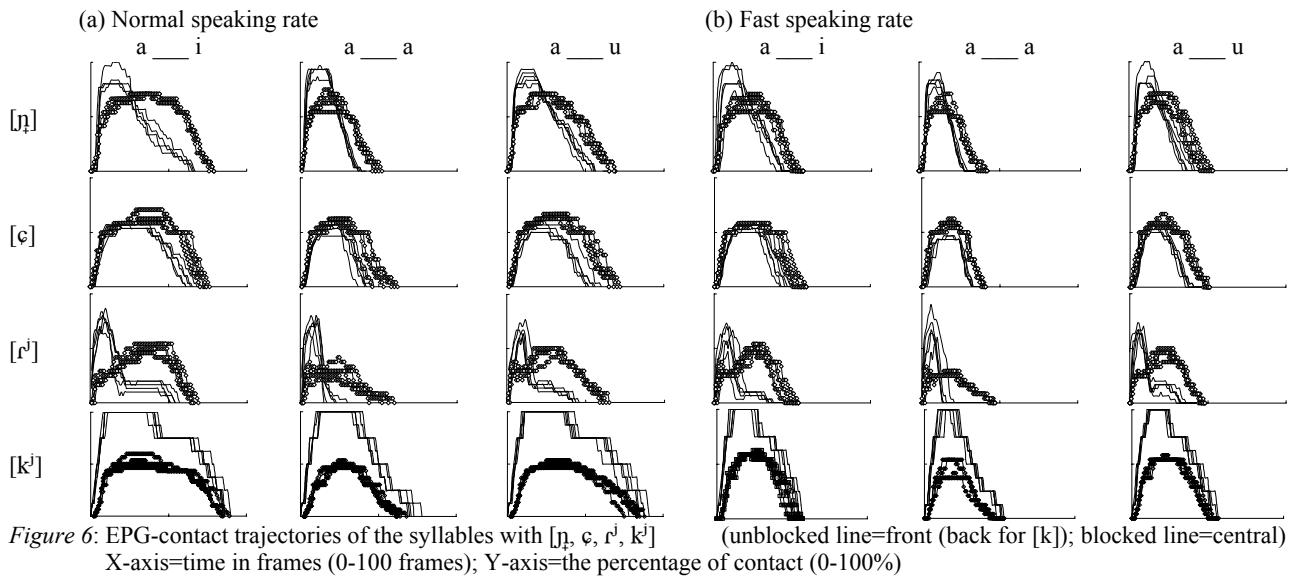 (a) Normal speaking rate (b) Fast speaking rate
a ___ i a ___ a a ___ u a ___ i a ___ a a ___ u
[ɲ̟]
[ɕ]
[ɾʲ]
[kʲ]
Figure 6: EPG-contact trajectories of the syllables with [ɲ̟, ɕ, ɾʲ, kʲ] (unblocked line=front (back for [k]); blocked line=central)
X-axis=time in frames (0-100 frames); Y-axis=the percentage of contact (0-100%)